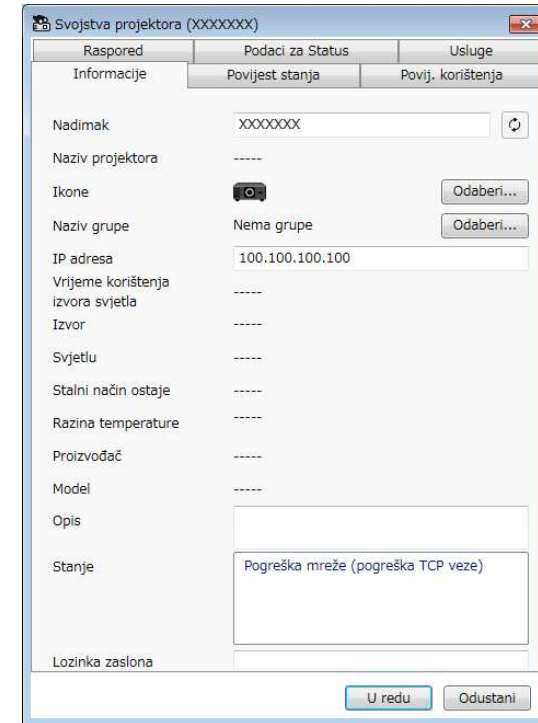 Svojstva projektora (XXXXXXX)
Raspored Podaci za Status Usluge
Informacije Povijest stanja Povij. korištenja
Nadimak XXXXXXX
Naziv projektora -----
Ikone Odaberi...
Naziv grupe Nema grupe Odaberi...
IP adresa 100.100.100.100
Vrijeme korištenja
izvora svjetla -----
Izvor -----
Svjetlu -----
Stalni način ostaje -----
Razina temperature -----
Proizvođač -----
Model -----
Opis
Stanje Pogreška mreže (pogreška TCP veze)
Lozinka zaslona
U redu Odustani